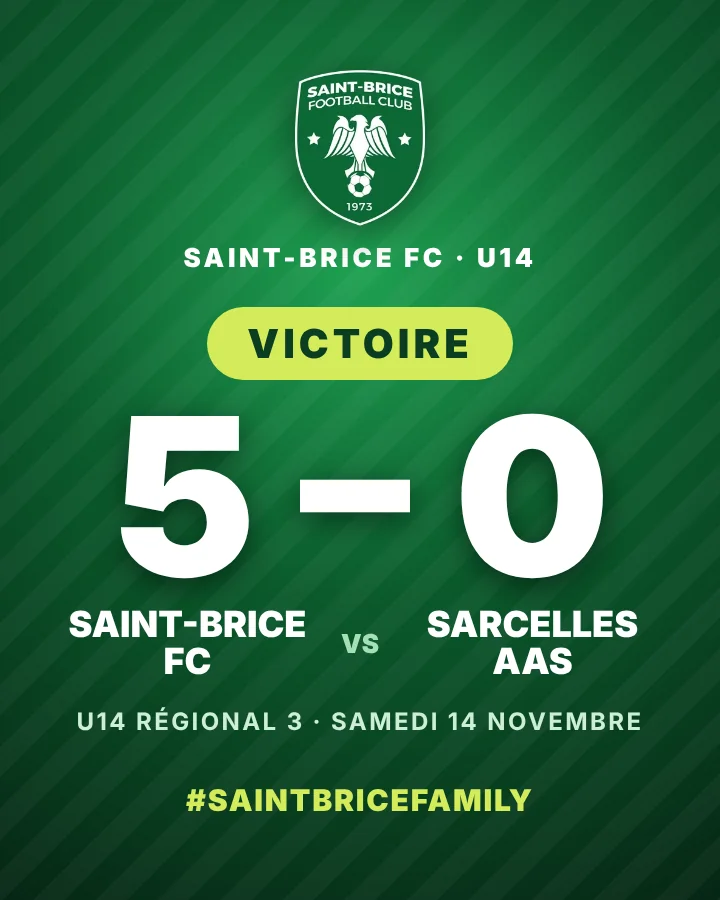 SAINT-BRICE
FOOTBALL CLUB
1973
SAINT-BRICE FC · U14
VICTOIRE
5 – 0
SAINT-BRICE FC
vs
SARCELLES AAS
U14 RÉGIONAL 3 · SAMEDI 14 NOVEMBRE
#SAINTBRICEFAMILY